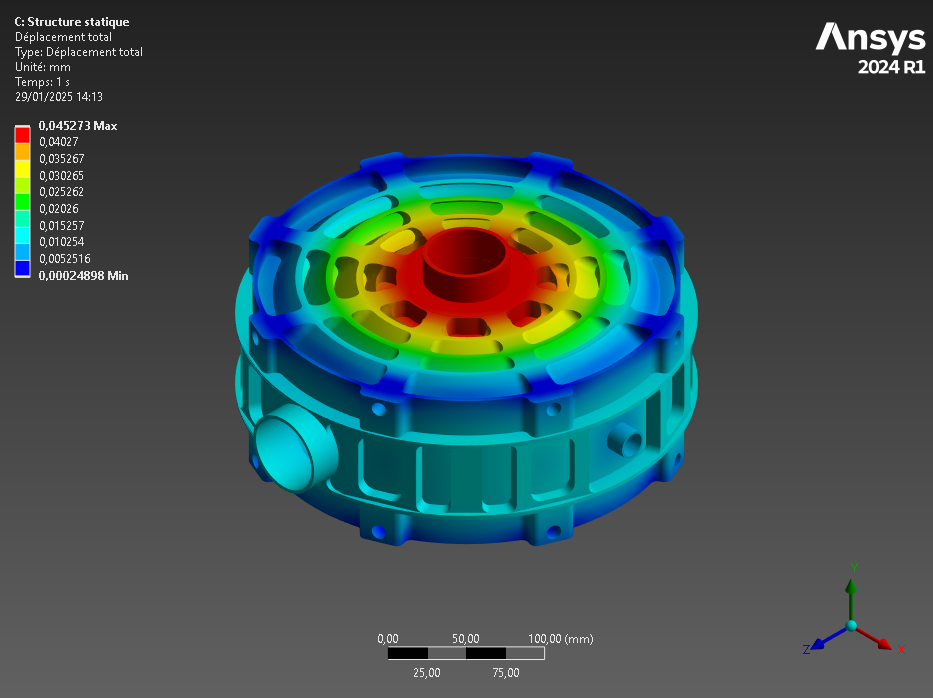 C: Structure statique
Déplacement total
Type: Déplacement total
Unité: mm
Temps: 1 s
29/01/2025 14:13
0,045273 Max
0,04027
0,035267
0,030265
0,025262
0,02026
0,015257
0,010254
0,0052516
0,00024898 Min
Ansys
2024 R1
0,00 50,00 100,00 (mm)
25,00 75,00
Y
Z X